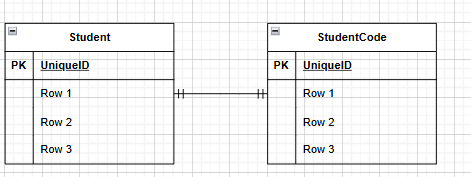 Student
PK UniqueID
Row 1
Row 2
Row 3
StudentCode
PK UniqueID
Row 1
Row 2
Row 3